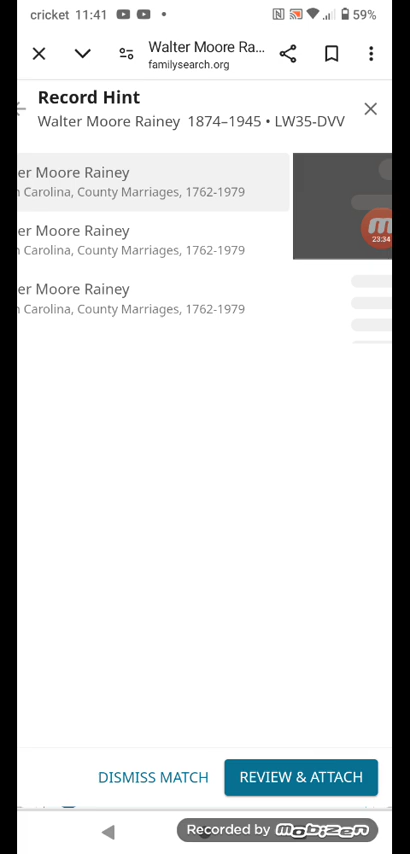 cricket 11:41 59%
Walter Moore Ra...
familysearch.org
Record Hint
Walter Moore Rainey 1874–1945 • LW35-DVV
er Moore Rainey
n Carolina, County Marriages, 1762-1979
23:34
er Moore Rainey
n Carolina, County Marriages, 1762-1979
er Moore Rainey
n Carolina, County Marriages, 1762-1979
DISMISS MATCH REVIEW & ATTACH
Recorded by mobizen